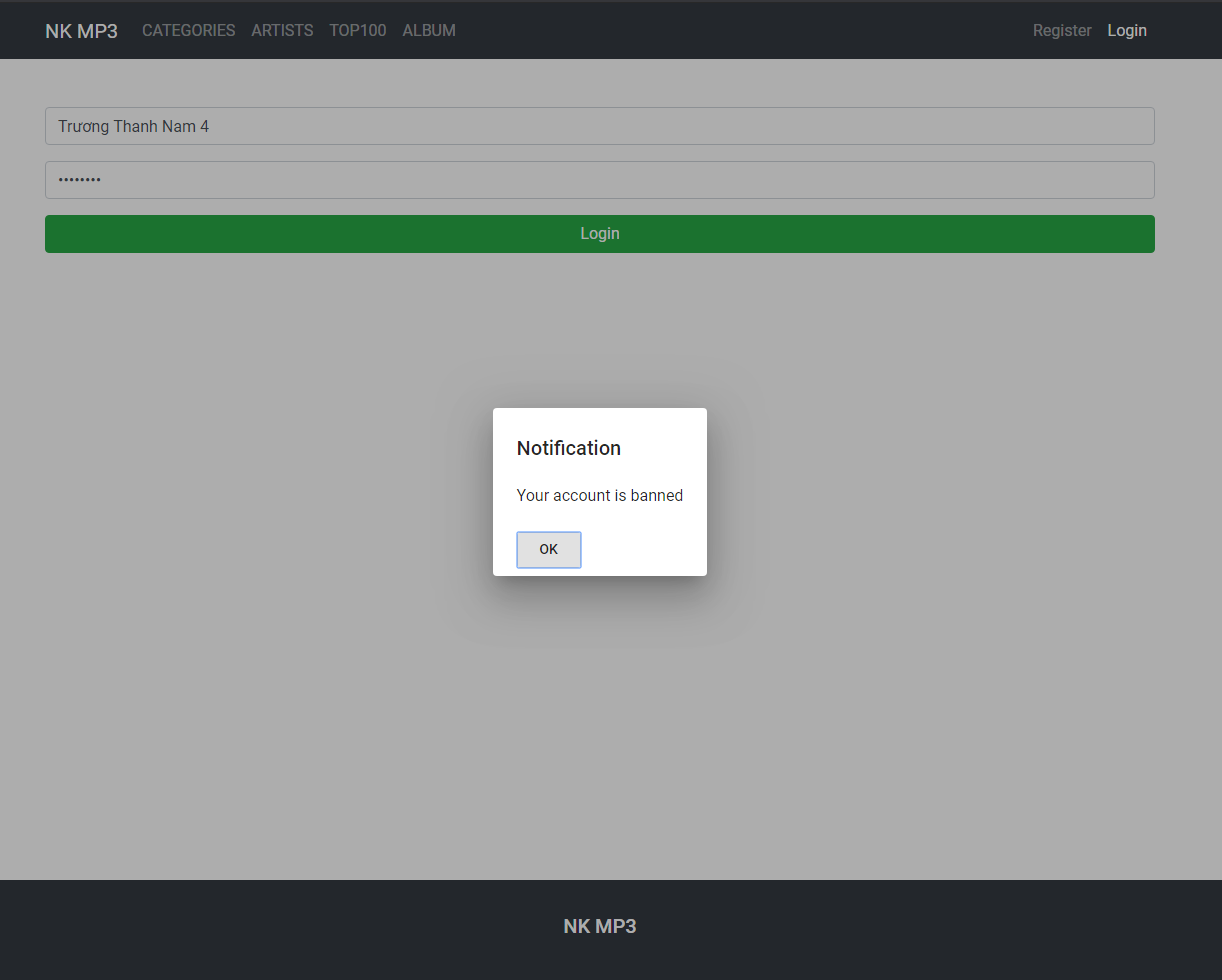 NK MP3 CATEGORIES ARTISTS TOP100 ALBUM Register Login
Trương Thanh Nam 4
••••••••
Login
Notification
Your account is banned
OK
NK MP3